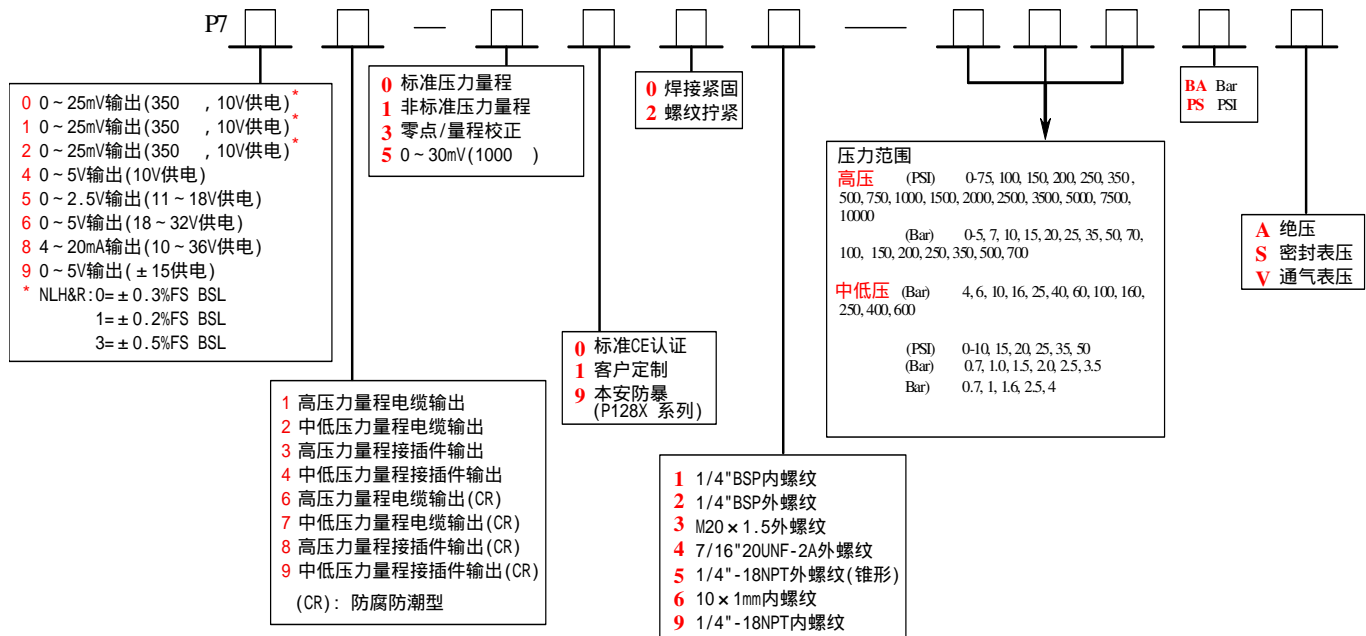 P7
0 0~25mV输出(350 ,10V供电)*
1 0~25mV输出(350 ,10V供电)*
2 0~25mV输出(350 ,10V供电)*
4 0~5V输出(10V供电)
5 0~2.5V输出(11~18V供电)
6 0~5V输出(18~32V供电)
8 4~20mA输出(10~36V供电)
9 0~5V输出(±15供电)
* NLH&R:0=±0.3%FS BSL
1=±0.2%FS BSL
3=±0.5%FS BSL
1 高压力量程电缆输出
2 中低压力量程电缆输出
3 高压力量程接插件输出
4 中低压力量程接插件输出
6 高压力量程电缆输出(CR)
7 中低压力量程电缆输出(CR)
8 高压力量程接插件输出(CR)
9 中低压力量程接插件输出(CR)
(CR): 防腐防潮型
0 标准压力量程
1 非标准压力量程
3 零点/量程校正
5 0~30mV(1000 )
0 标准CE认证
1 客户定制
9 本安防暴
(P128X 系列)
0 焊接紧固
2 螺纹拧紧
1 1/4"BSP内螺纹
2 1/4"BSP外螺纹
3 M20×1.5外螺纹
4 7/16"20UNF-2A外螺纹
5 1/4"-18NPT外螺纹(锥形)
6 10×1mm内螺纹
9 1/4"-18NPT内螺纹
压力范围
高压 (PSI) 0-75, 100, 150, 200, 250, 350,
500, 750, 1000, 1500, 2000, 2500, 3500, 5000, 7500,
10000
(Bar) 0-5, 7, 10, 15, 20, 25, 35, 50, 70,
100, 150, 200, 250, 350, 500, 700
中低压 (Bar) 4, 6, 10, 16, 25, 40, 60, 100, 160,
250, 400, 600
(PSI) 0-10, 15, 20, 25, 35, 50
(Bar) 0.7, 1.0, 1.5, 2.0, 2.5, 3.5
Bar) 0.7, 1, 1.6, 2.5, 4
BA Bar
PS PSI
A 绝压
S 密封表压
V 通气表压